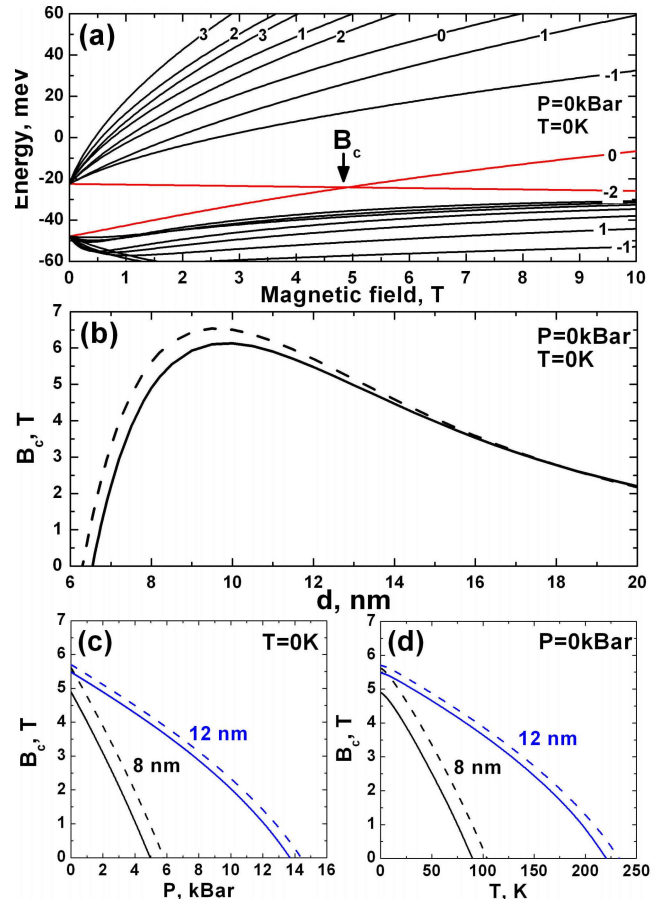 (a)
3 2 3 1 2 0 1
-1
P=0kBar
T=0K
Bc
0
-2
1
-1
60
40
20
0
-20
-40
-60
Energy, mev
0 1 2 3 4 5 6 7 8 9 10
Magnetic field, T
(b)
P=0kBar
T=0K
7
6
5
4
3
2
1
0
Bc, T
6 8 10 12 14 16 18 20
d, nm
(c)
T=0K
12 nm
8 nm
7
6
5
4
3
2
1
0
Bc, T
0 2 4 6 8 10 12 14 16
P, kBar
(d)
P=0kBar
12 nm
8 nm
7
6
5
4
3
2
1
0
Bc, T
0 50 100 150 200 250
T, K